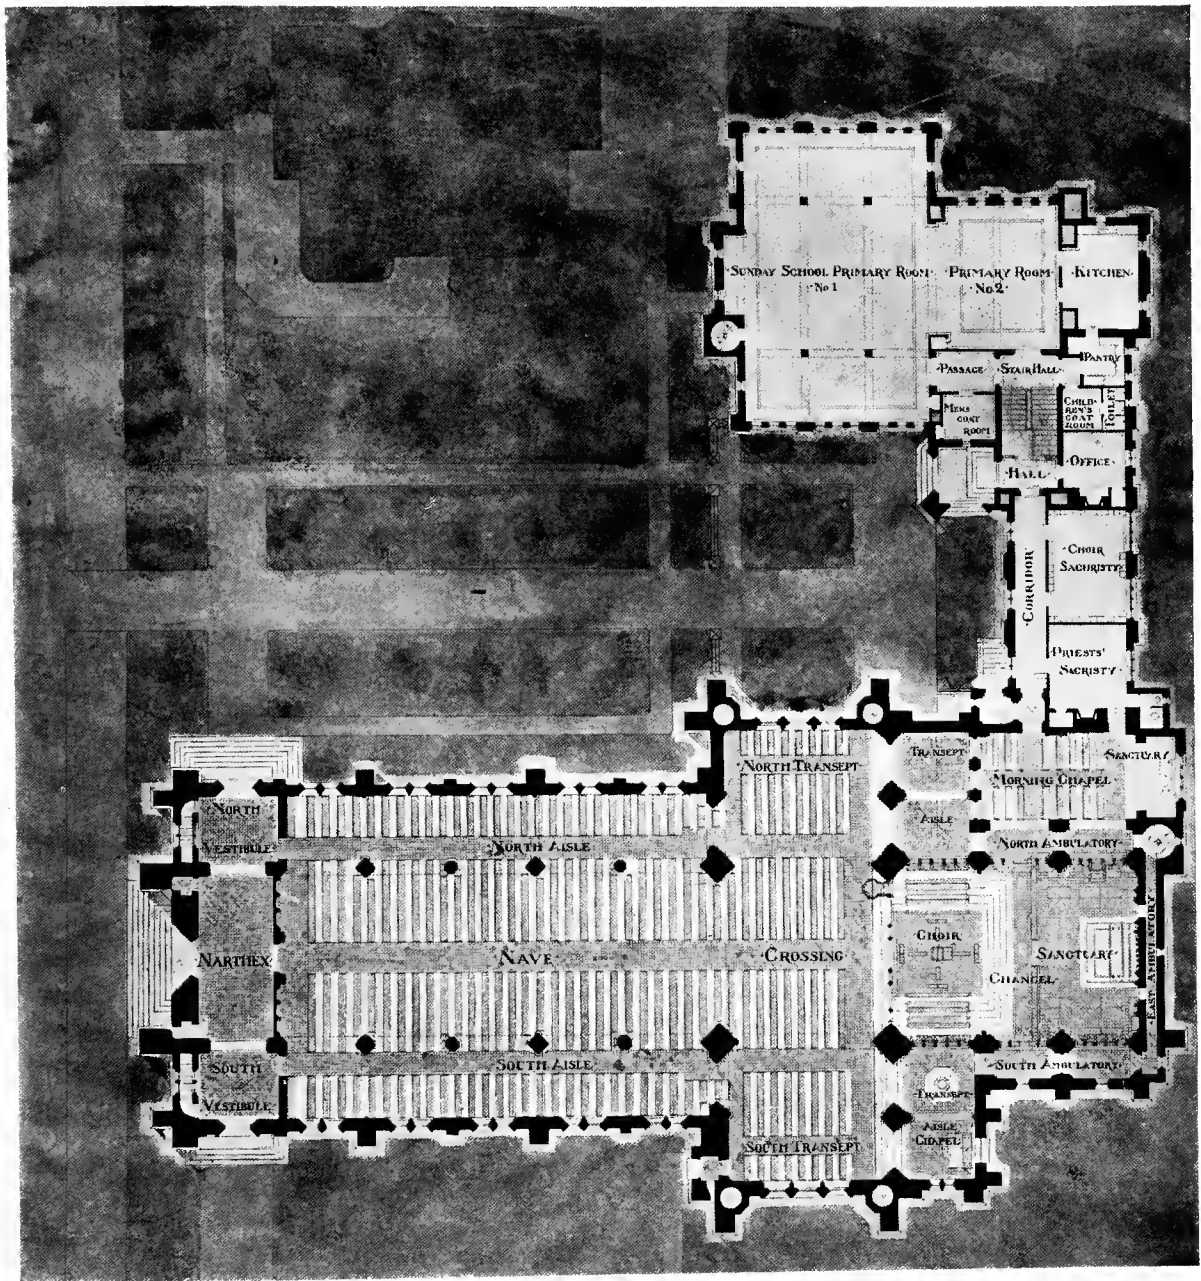 ·SUNDAY SCHOOL PRIMARY ROOM·
·No 1
·PRIMARY ROOM·
·No. 2·
·KITCHEN·
·PANTRY·
·PASSAGE·
·STAIR HALL·
MEN'S
COAT
ROOM
CHILD-
REN'S
COAT
ROOM
TOILET
·OFFICE·
·HALL·
·CORRIDOR·
·CHOIR
SACRISTY·
·PRIESTS'
SACRISTY·
·NORTH TRANSEPT·
·TRANSEPT·
·AISLE·
·MORNING CHAPEL·
SANCTUARY·
·NORTH AMBULATORY·
·NORTH
VESTIBULE·
·NORTH AISLE·
·NARTHEX·
·NAVE·
·CROSSING·
·CHOIR·
·CHANCEL·
·SANCTUARY·
·EAST AMBULATORY·
·SOUTH
VESTIBULE·
·SOUTH AISLE·
·SOUTH AMBULATORY·
·TRANSEPT·
·AISLE
CHAPEL·
·SOUTH TRANSEPT·